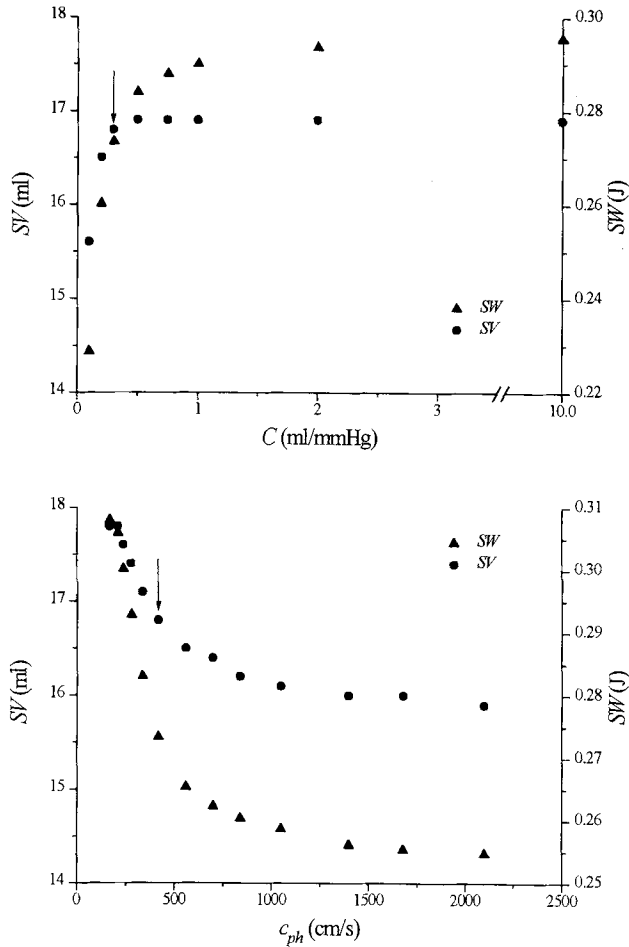 18
17
16
15
14
SV (ml)
0.30
0.28
0.26
0.24
0.22
SW (J)
SW
SV
0 1 2 3 10.0
C (ml/mmHg)
18
17
16
15
14
SV (ml)
0.31
0.30
0.29
0.28
0.27
0.26
0.25
SW (J)
SW
SV
0 500 1000 1500 2000 2500
c_ph (cm/s)